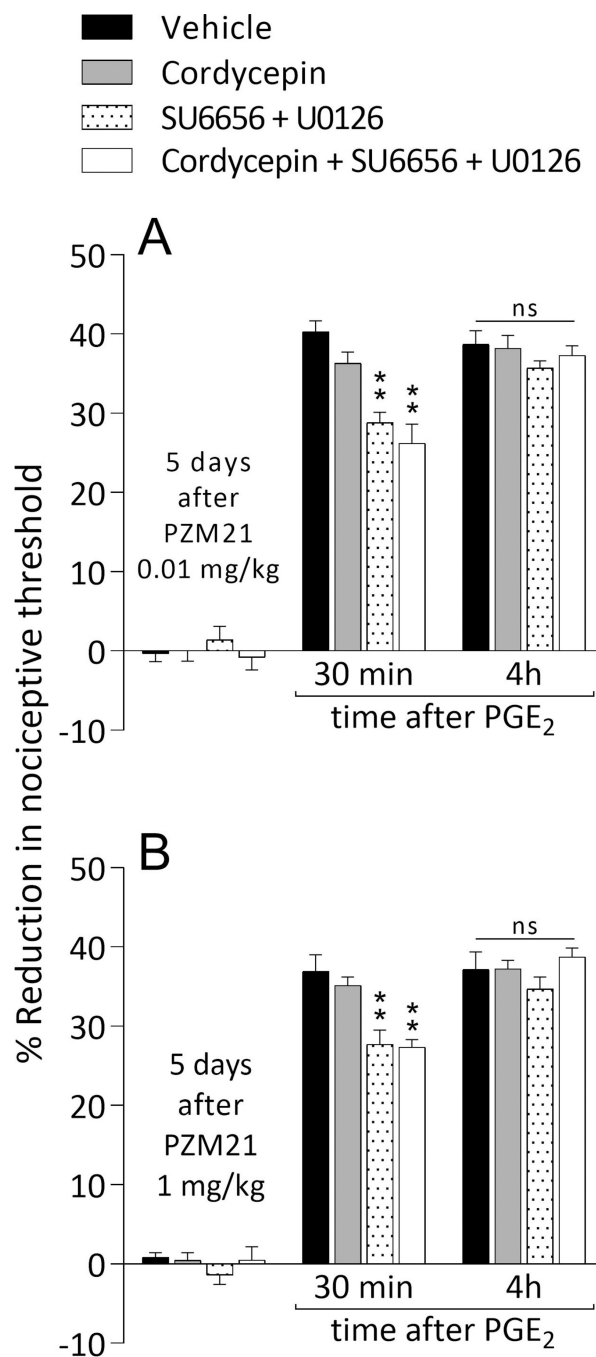 Vehicle
Cordycepin
SU6656 + U0126
Cordycepin + SU6656 + U0126
% Reduction in nociceptive threshold
A
50
40
30
20
10
0
-10
5 days
after
PZM21
0.01 mg/kg
**
**
ns
30 min
4h
time after PGE2
B
50
40
30
20
10
0
-10
5 days
after
PZM21
1 mg/kg
**
**
ns
30 min
4h
time after PGE2